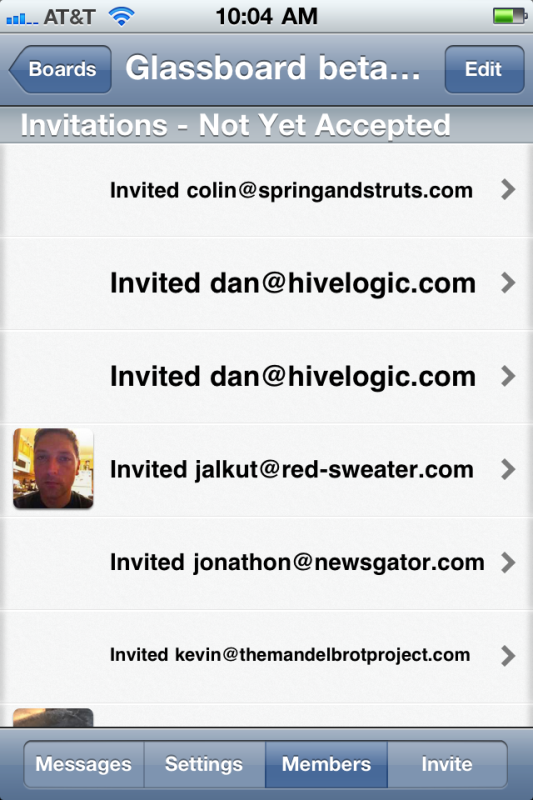 AT&T 10:04 AM
Boards Glassboard beta... Edit
Invitations - Not Yet Accepted
Invited colin@springandstruts.com
Invited dan@hivelogic.com
Invited dan@hivelogic.com
Invited jalkut@red-sweater.com
Invited jonathon@newsgator.com
Invited kevin@themandelbrotproject.com
Messages Settings Members Invite